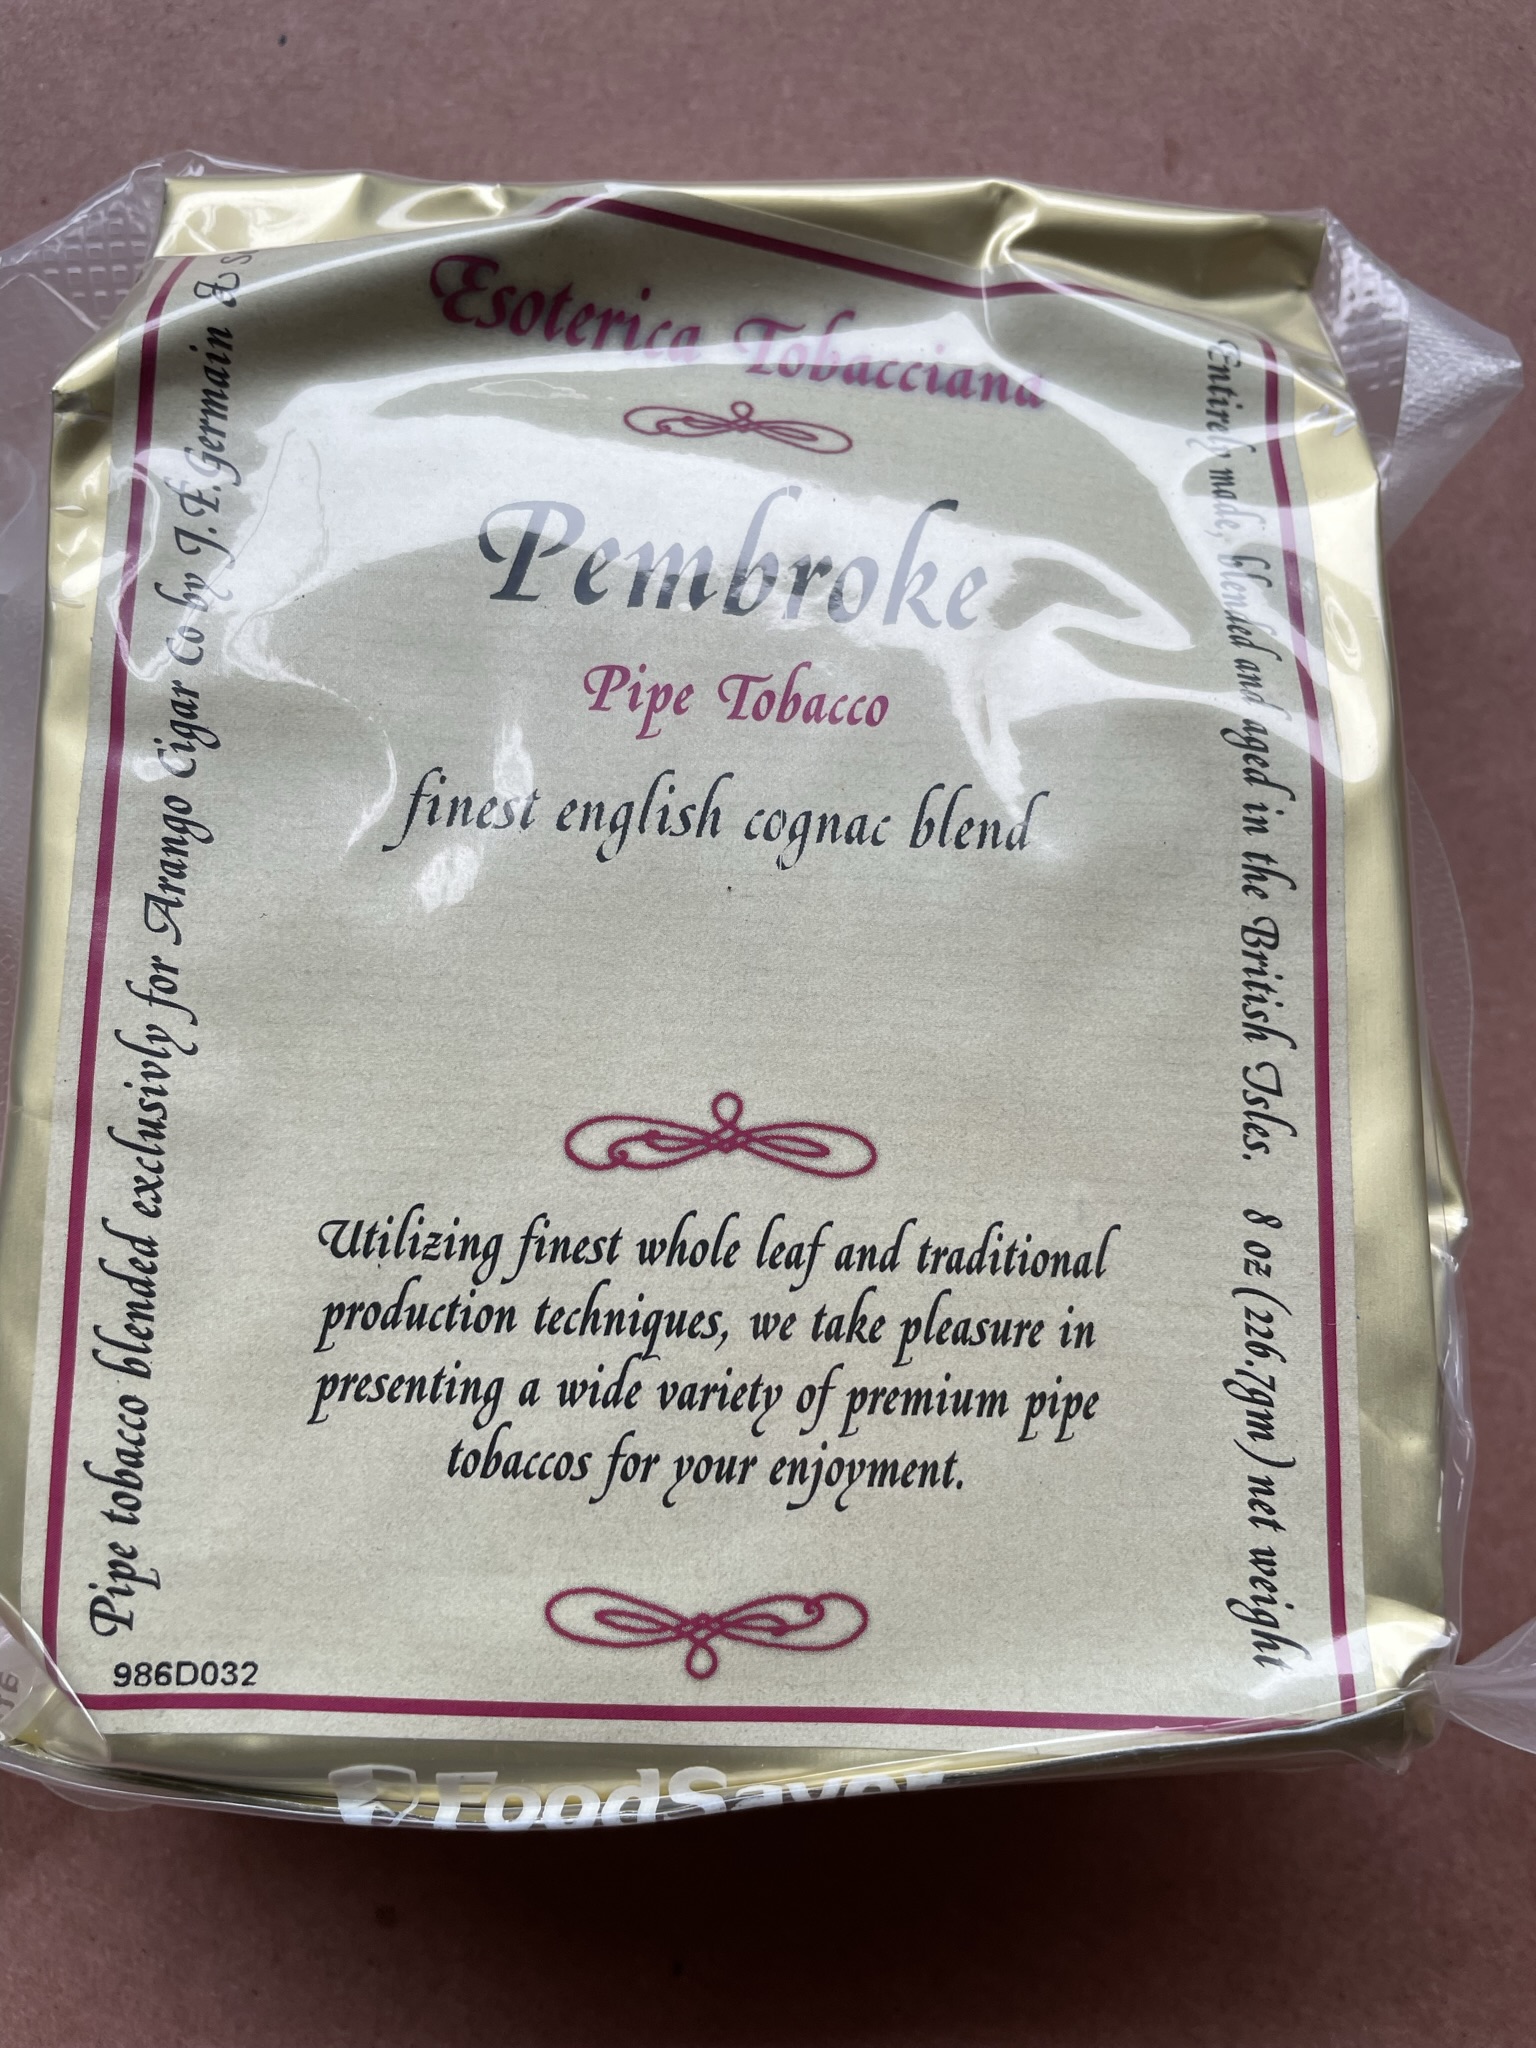 Esoterica Tobacciana
Pembroke
Pipe Tobacco
finest english cognac blend
Utilizing finest whole leaf and traditional
production techniques, we take pleasure in
presenting a wide variety of premium pipe
tobaccos for your enjoyment.
Pipe tobacco blended exclusivly for Arango Cigar Co by J.F.Germain &
Entirely made, blended and aged in the British Isles. 8 oz (226.7gm) net weight
986D032
FoodSaver